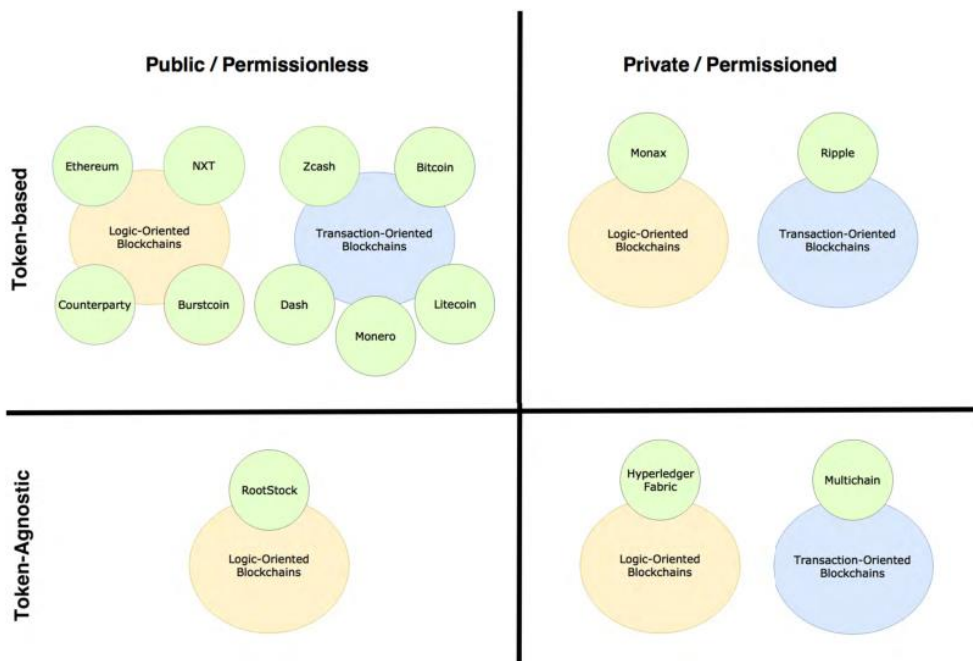 Public / Permissionless
Private / Permissioned
Token-based
Ethereum
NXT
Logic-Oriented
Blockchains
Counterparty
Burstcoin
Zcash
Bitcoin
Transaction-Oriented
Blockchains
Dash
Monero
Litecoin
Monax
Logic-Oriented
Blockchains
Ripple
Transaction-Oriented
Blockchains
Token-Agnostic
RootStock
Logic-Oriented
Blockchains
Hyperledger
Fabric
Logic-Oriented
Blockchains
Multichain
Transaction-Oriented
Blockchains